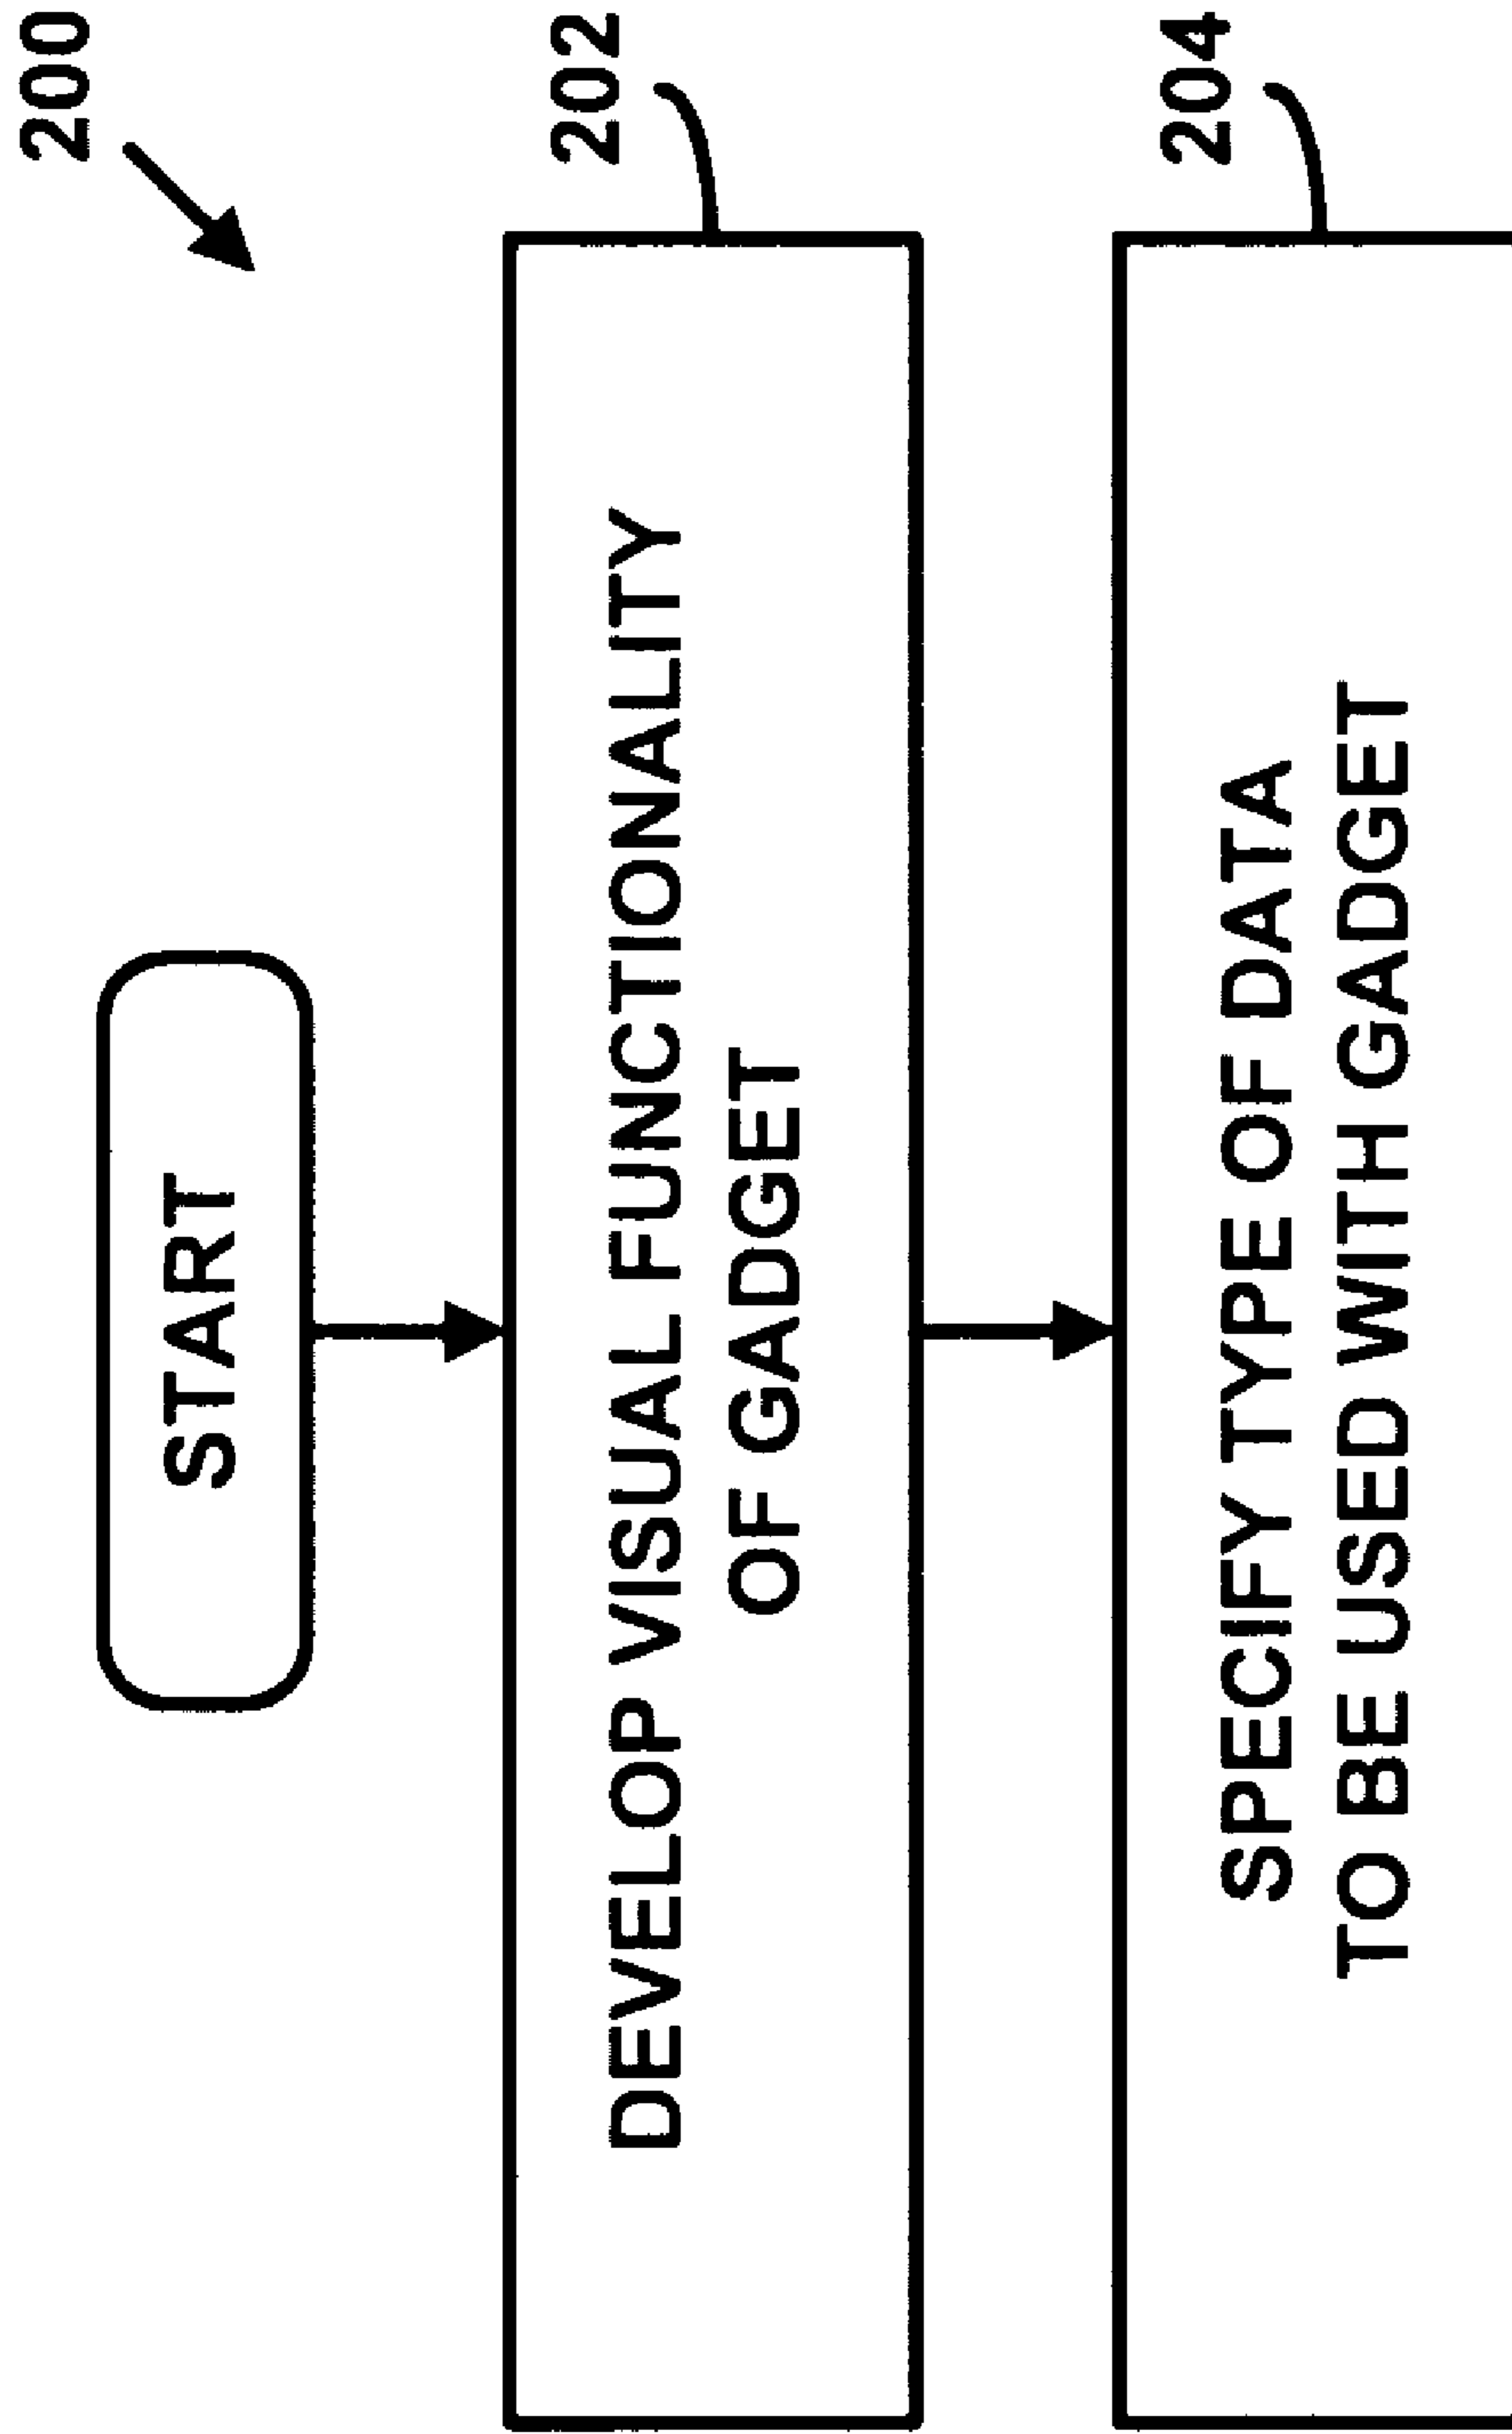 200
START
202
DEVELOP VISUAL FUNCTIONALITY
OF GADGET
204
SPECIFY TYPE OF DATA
TO BE USED WITH GADGET